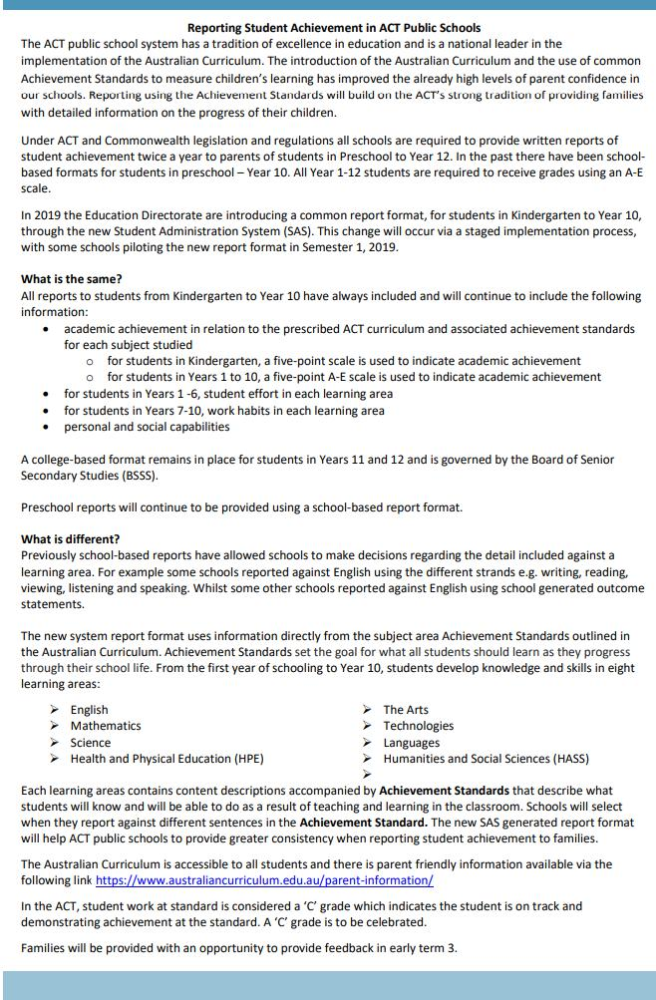 Reporting Student Achievement in ACT Public Schools
The ACT public school system has a tradition of excellence in education and is a national leader in the
implementation of the Australian Curriculum. The introduction of the Australian Curriculum and the use of common
Achievement Standards to measure children's learning has improved the already high levels of parent confidence in
our schools. Reporting using the Achievement Standards will build on the ACT's strong tradition of providing families
with detailed information on the progress of their children.
Under ACT and Commonwealth legislation and regulations all schools are required to provide written reports of
student achievement twice a year to parents of students in Preschool to Year 12. In the past there have been school-
based formats for students in preschool – Year 10. All Year 1-12 students are required to receive grades using an A-E
scale.
In 2019 the Education Directorate are introducing a common report format, for students in Kindergarten to Year 10,
through the new Student Administration System (SAS). This change will occur via a staged implementation process,
with some schools piloting the new report format in Semester 1, 2019.
What is the same?
All reports to students from Kindergarten to Year 10 have always included and will continue to include the following
information:
• academic achievement in relation to the prescribed ACT curriculum and associated achievement standards
for each subject studied
o for students in Kindergarten, a five-point scale is used to indicate academic achievement
o for students in Years 1 to 10, a five-point A-E scale is used to indicate academic achievement
• for students in Years 1 -6, student effort in each learning area
• for students in Years 7-10, work habits in each learning area
• personal and social capabilities
A college-based format remains in place for students in Years 11 and 12 and is governed by the Board of Senior
Secondary Studies (BSSS).
Preschool reports will continue to be provided using a school-based report format.
What is different?
Previously school-based reports have allowed schools to make decisions regarding the detail included against a
learning area. For example some schools reported against English using the different strands e.g. writing, reading,
viewing, listening and speaking. Whilst some other schools reported against English using school generated outcome
statements.
The new system report format uses information directly from the subject area Achievement Standards outlined in
the Australian Curriculum. Achievement Standards set the goal for what all students should learn as they progress
through their school life. From the first year of schooling to Year 10, students develop knowledge and skills in eight
learning areas:
➢ English
➢ Mathematics
➢ Science
➢ Health and Physical Education (HPE)
➢ The Arts
➢ Technologies
➢ Languages
➢ Humanities and Social Sciences (HASS)
➢
Each learning areas contains content descriptions accompanied by Achievement Standards that describe what
students will know and will be able to do as a result of teaching and learning in the classroom. Schools will select
when they report against different sentences in the Achievement Standard. The new SAS generated report format
will help ACT public schools to provide greater consistency when reporting student achievement to families.
The Australian Curriculum is accessible to all students and there is parent friendly information available via the
following link https://www.australiancurriculum.edu.au/parent-information/
In the ACT, student work at standard is considered a 'C' grade which indicates the student is on track and
demonstrating achievement at the standard. A 'C' grade is to be celebrated.
Families will be provided with an opportunity to provide feedback in early term 3.